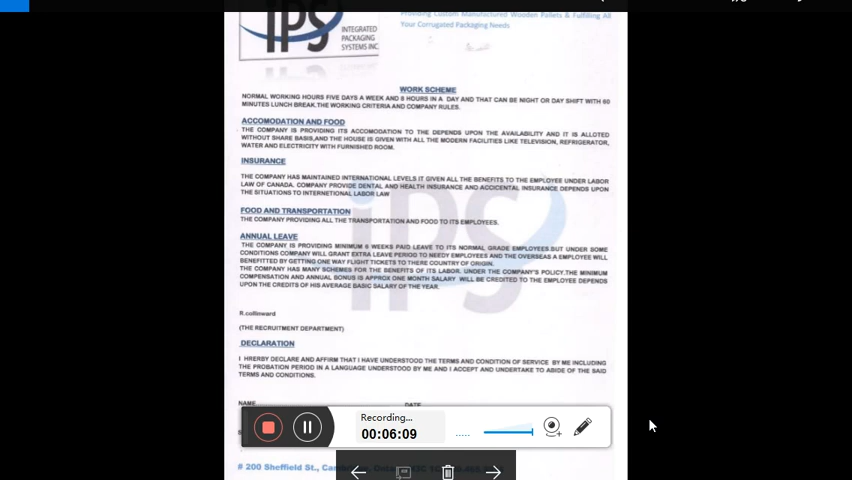 IPS
INTEGRATED
PACKAGING
SYSTEMS INC.
Providing Custom Manufactured Wooden Pallets & Fulfilling All
Your Corrugated Packaging Needs
WORK SCHEME
NORMAL WORKING HOURS FIVE DAYS A WEEK AND 8 HOURS IN A DAY AND THAT CAN BE NIGHT OR DAY SHIFT WITH 60
MINUTES LUNCH BREAK.THE WORKING CRITERIA AND COMPANY RULES.
ACCOMODATION AND FOOD
THE COMPANY IS PROVIDING ITS ACCOMODATION TO THE DEPENDS UPON THE AVAILABILITY AND IT IS ALLOTED
WITHOUT SHARE BASIS,AND THE HOUSE IS GIVEN WITH ALL THE MODERN FACILITIES LIKE TELEVISION, REFRIGERATOR,
WATER AND ELECTRICITY WITH FURNISHED ROOM.
INSURANCE
THE COMPANY HAS MAINTAINED INTERNATIONAL LEVELS.IT GIVEN ALL THE BENEFITS TO THE EMPLOYEE UNDER LABOR
LAW OF CANADA. COMPANY PROVIDE DENTAL AND HEALTH INSURANCE AND ACCICENTAL INSURANCE DEPENDS UPON
THE SITUATIONS TO INTERNETIONAL LABOR LAW
FOOD AND TRANSPORTATION
THE COMPANY PROVIDING ALL THE TRANSPORTATION AND FOOD TO ITS EMPLOYEES.
ANNUAL LEAVE
THE COMPANY IS PROVIDING MINIMUM 6 WEEKS PAID LEAVE TO ITS NORMAL GRADE EMPLOYEES.BUT UNDER SOME
CONDITIONS COMPANY WILL GRANT EXTRA LEAVE PERIOD TO NEEDY EMPLOYEES AND THE OVERSEAS A EMPLOYEE WILL
BENEFITTED BY GETTING ONE WAY FLIGHT TICKETS TO THERE COUNTRY OF ORIGIN.
THE COMPANY HAS MANY SCHEMES FOR THE BENEFITS OF ITS LABOR. UNDER THE COMPANY'S POLICY.THE MINIMUM
COMPENSATION AND ANNUAL BONUS IS APPROX ONE MONTH SALARY WILL BE CREDITED TO THE EMPLOYEE DEPENDS
UPON THE CREDITS OF HIS AVERAGE BASIC SALARY OF THE YEAR.
R.collinward
(THE RECRUITMENT DEPARTMENT)
DECLARATION
I HREREBY DECLARE AND AFFIRM THAT I HAVE UNDERSTOOD THE TERMS AND CONDITION OF SERVICE BY ME INCLUDING
THE PROBATION PERIOD IN A LANGUAGE UNDERSTOOD BY ME AND I ACCEPT AND UNDERTAKE TO ABIDE OF THE SAID
TERMS AND CONDITIONS.
NAME DATE
Recording...
00:06:09
# 200 Sheffield St.,